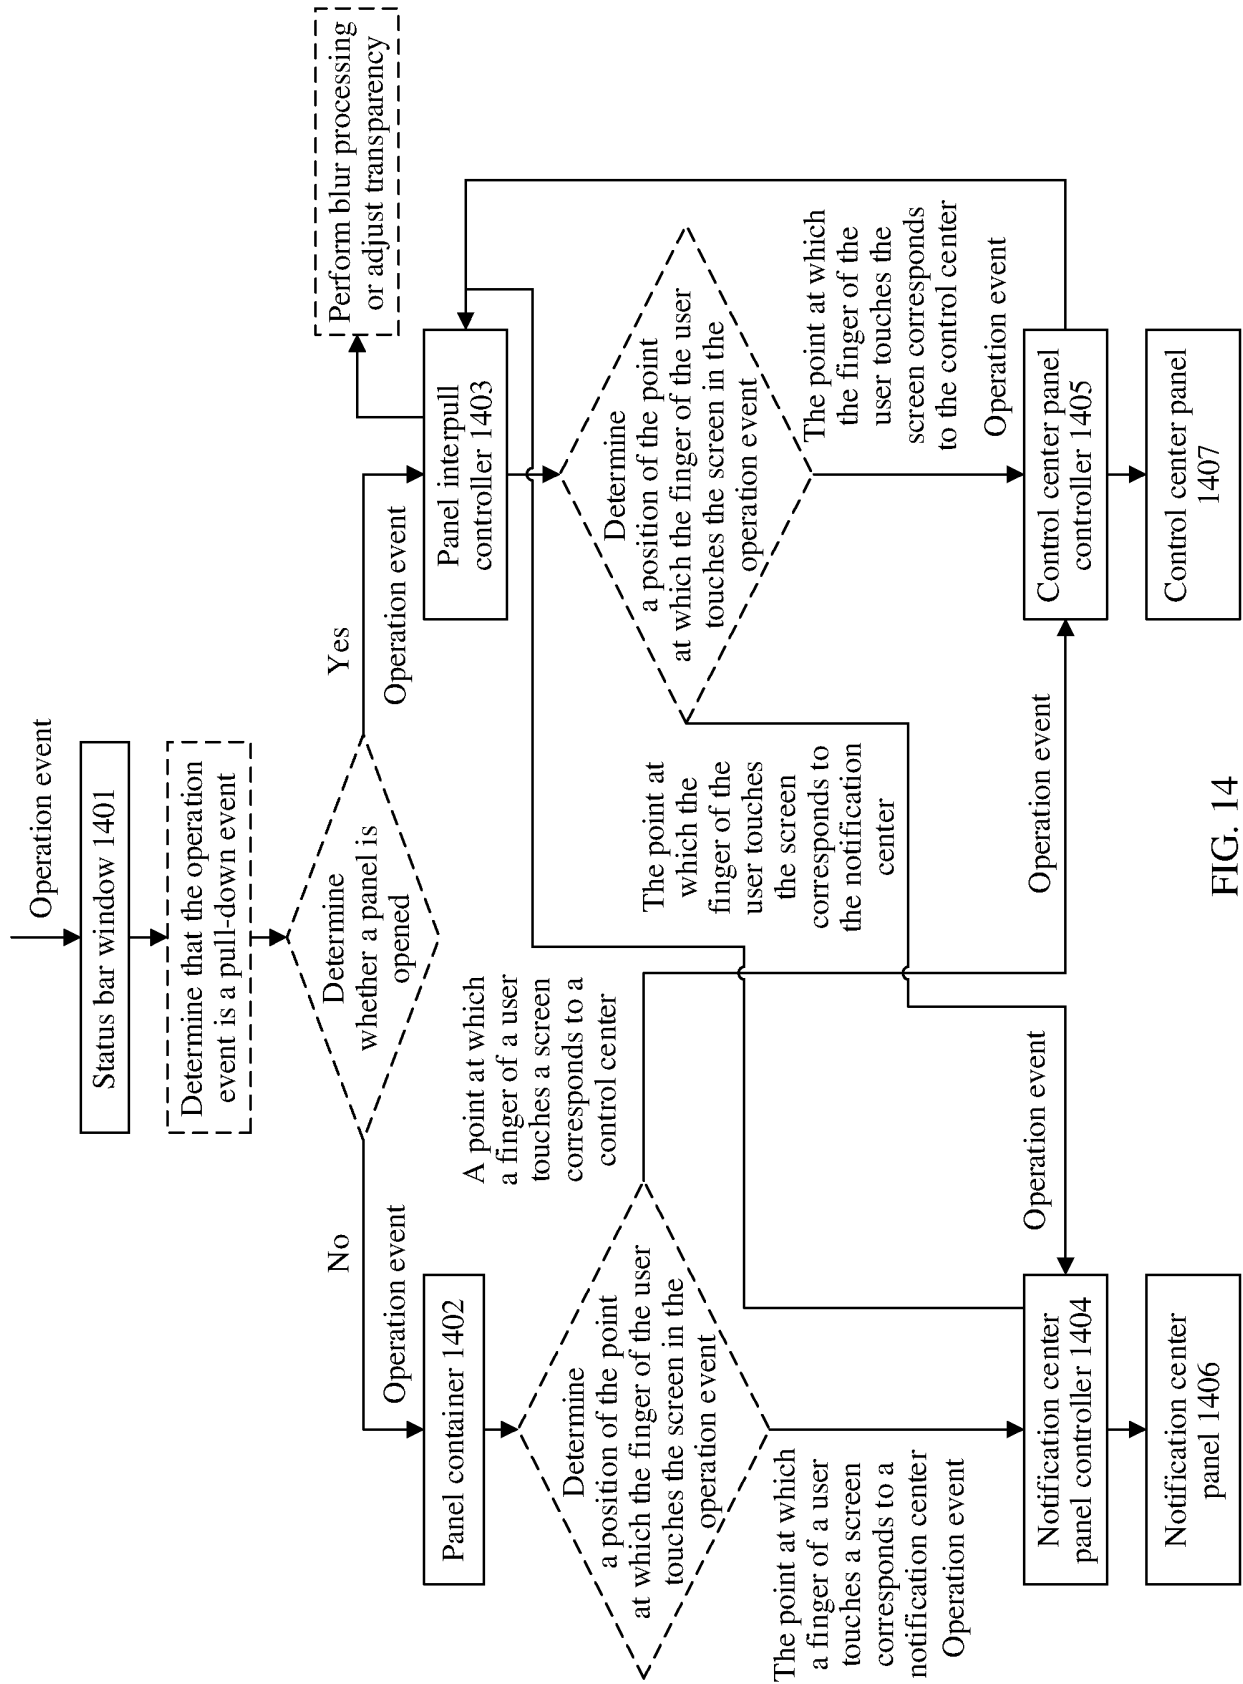 Operation event
Status bar window 1401
Determine that the operation
event is a pull-down event
Determine
whether a panel is
opened
No
Yes
Operation event
Operation event
Panel container 1402
Panel interpull
controller 1403
Perform blur processing
or adjust transparency
Determine
a position of the point
at which the finger of the user
touches the screen in the
operation event
A point at which
a finger of a user
touches a screen
corresponds to a
control center
Determine
a position of the point
at which the finger of the user
touches the screen in the
operation event
The point at
which the
finger of the
user touches
the screen
corresponds to
the notification
center
The point at which
the finger of the
user touches the
screen corresponds
to the control center
Operation event
The point at which
a finger of a user
touches a screen
corresponds to a
notification center
Operation event
Operation event
Operation event
Notification center
panel controller 1404
Control center panel
controller 1405
Notification center
panel 1406
Control center panel
1407
FIG. 14